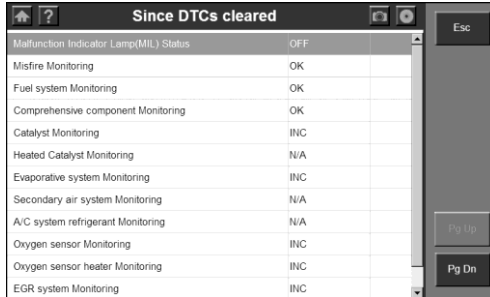 ? Since DTCs cleared
Esc
Malfunction Indicator Lamp(MIL) Status OFF
Misfire Monitoring OK
Fuel system Monitoring OK
Comprehensive component Monitoring OK
Catalyst Monitoring INC
Heated Catalyst Monitoring N/A
Evaporative system Monitoring INC
Secondary air system Monitoring N/A
A/C system refrigerant Monitoring N/A
Pg Up
Oxygen sensor Monitoring INC
Oxygen sensor heater Monitoring INC
Pg Dn
EGR system Monitoring INC